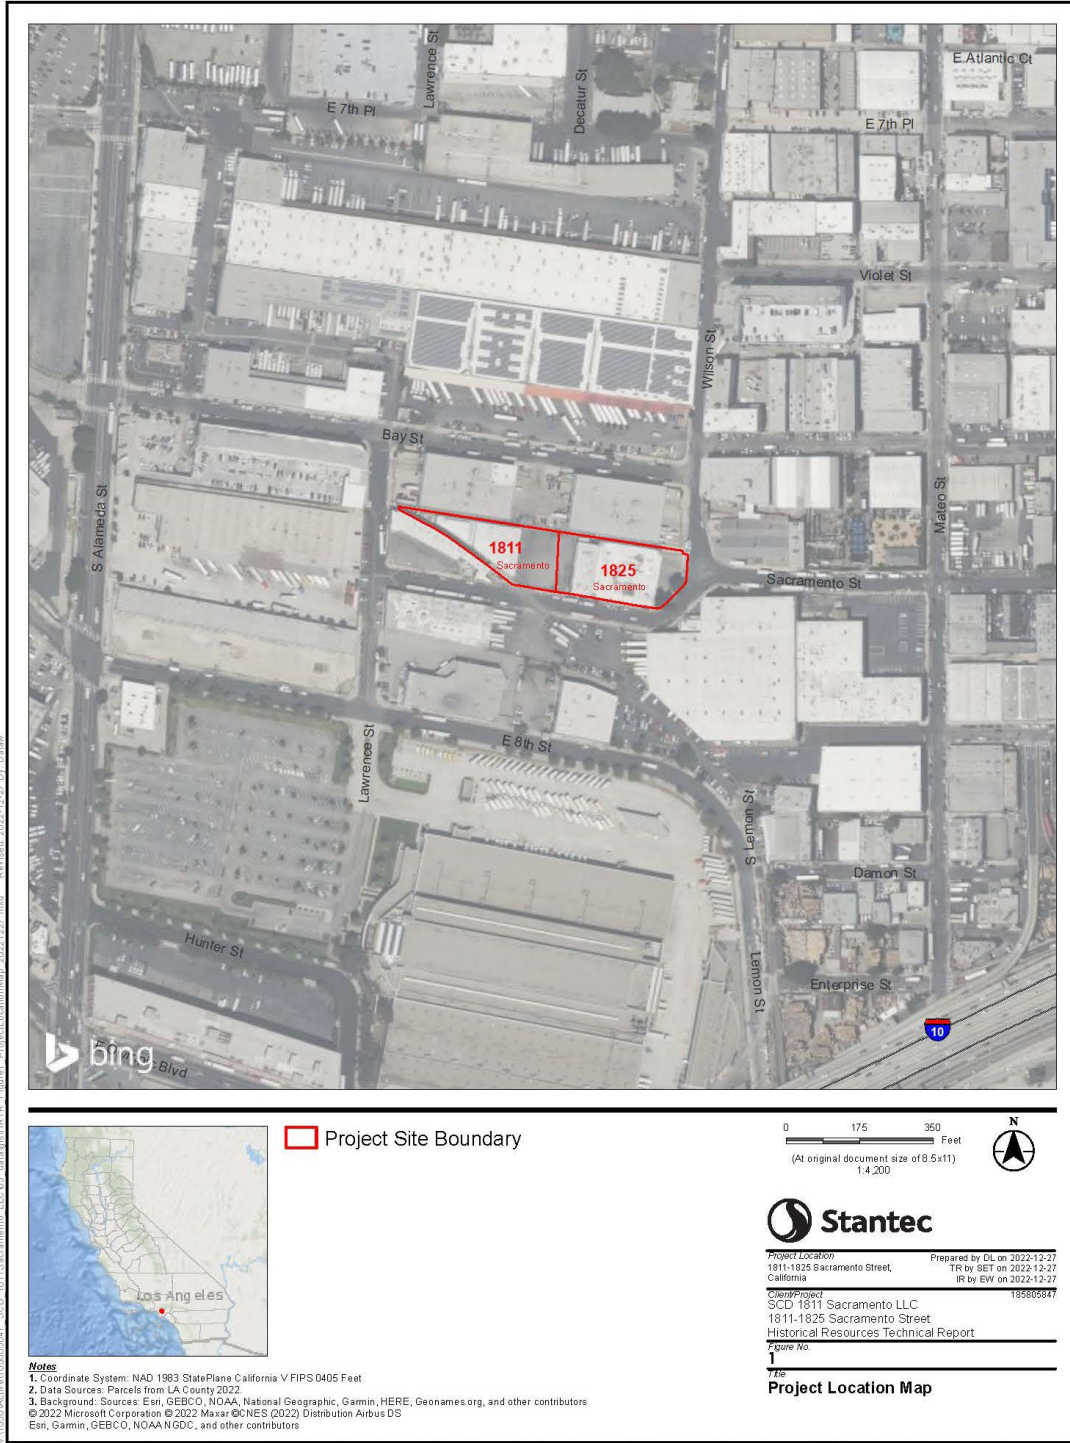 E Atlantic Ct
Lawrence St
E 7th Pl
Decatur St
E 7th Pl
Violet St
Wilson St
Bay St
S Alameda St
Mateo St
1811
Sacramento
1825
Sacramento
Sacramento St
Lawrence St
E 8th St
S Lemon St
Damon St
Hunter St
Lemon St
Enterprise St
10
bing
Blvd
Project Site Boundary
0 175 350
Feet
(At original document size of 8.5x11)
1:4,200
N
Los Angeles
Stantec
Project Location
1811-1825 Sacramento Street,
California
Prepared by DL on 2022-12-27
TR by SET on 2022-12-27
IR by EW on 2022-12-27
Client/Project 185805847
SCD 1811 Sacramento LLC
1811-1825 Sacramento Street
Historical Resources Technical Report
Figure No.
1
Title
Project Location Map
Notes
1. Coordinate System: NAD 1983 StatePlane California V FIPS 0405 Feet
2. Data Sources: Parcels from LA County 2022.
3. Background: Sources: Esri, GEBCO, NOAA, National Geographic, Garmin, HERE, Geonames.org, and other contributors
© 2022 Microsoft Corporation © 2022 Maxar ©CNES (2022) Distribution Airbus DS
Esri, Garmin, GEBCO, NOAA NGDC, and other contributors